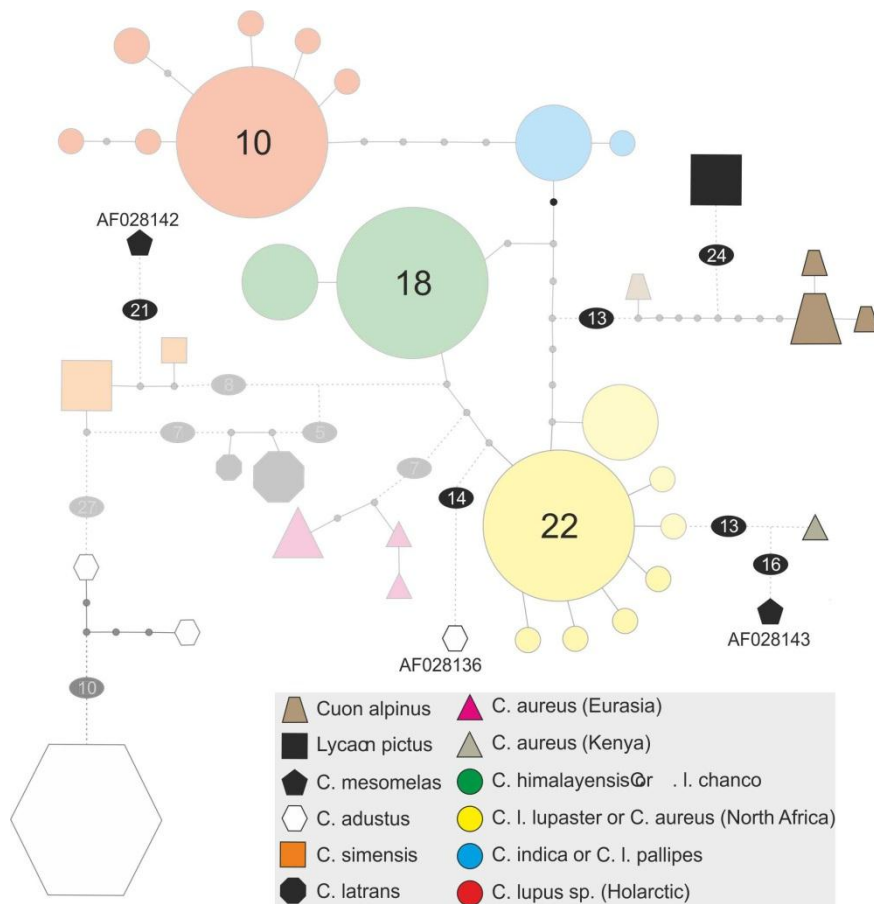 10
AF028142
24
18
13
21
8
7
5
7
27
14
22
13
16
AF028136
AF028143
10
Cuon alpinus
Lycaon pictus
C. mesomelas
C. adustus
C. simensis
C. latrans
C. aureus (Eurasia)
C. aureus (Kenya)
C. himalayensis or C. l. chanco
C. l. lupaster or C. aureus (North Africa)
C. indica or C. l. pallipes
C. lupus sp. (Holarctic)